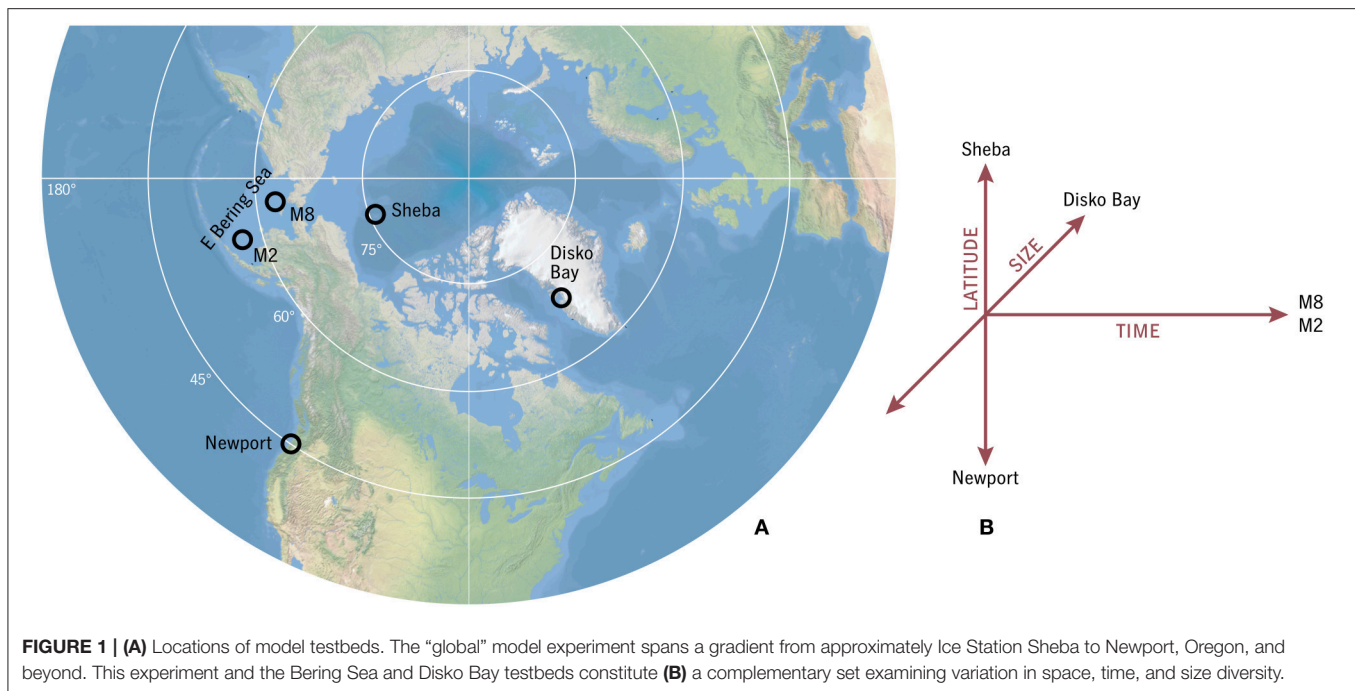 180°
E Bering Sea
M8
M2
Sheba
75°
Disko
Bay
60°
45°
Newport
A
Sheba
Disko Bay
LATITUDE
SIZE
TIME
M8
M2
Newport
B
FIGURE 1 | (A) Locations of model testbeds. The “global” model experiment spans a gradient from approximately Ice Station Sheba to Newport, Oregon, and
beyond. This experiment and the Bering Sea and Disko Bay testbeds constitute (B) a complementary set examining variation in space, time, and size diversity.